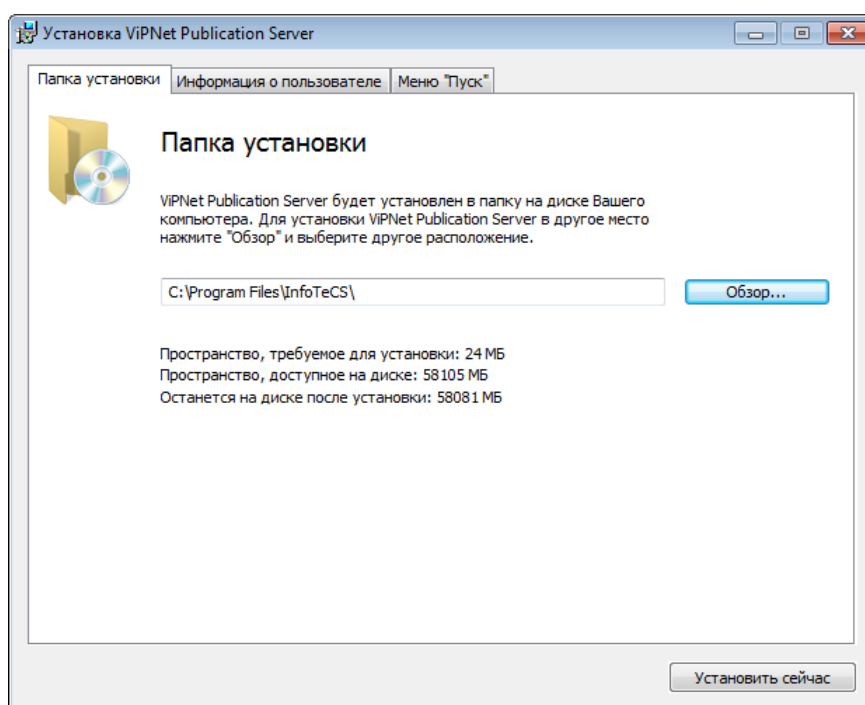 Установка ViPNet Publication Server
Папка установки Информация о пользователе Меню "Пуск"
Папка установки
ViPNet Publication Server будет установлен в папку на диске Вашего
компьютера. Для установки ViPNet Publication Server в другое место
нажмите "Обзор" и выберите другое расположение.
C:\Program Files\InfoTeCS\ Обзор...
Пространство, требуемое для установки: 24 МБ
Пространство, доступное на диске: 58105 МБ
Останется на диске после установки: 58081 МБ
Установить сейчас